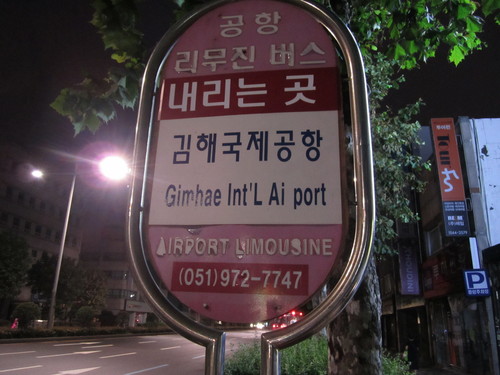 공항
리무진 버스
내리는 곳
김해국제공항
Gimhae Int'L Ai port
AIRPORT LIMOUSINE
(051)972-7747
P